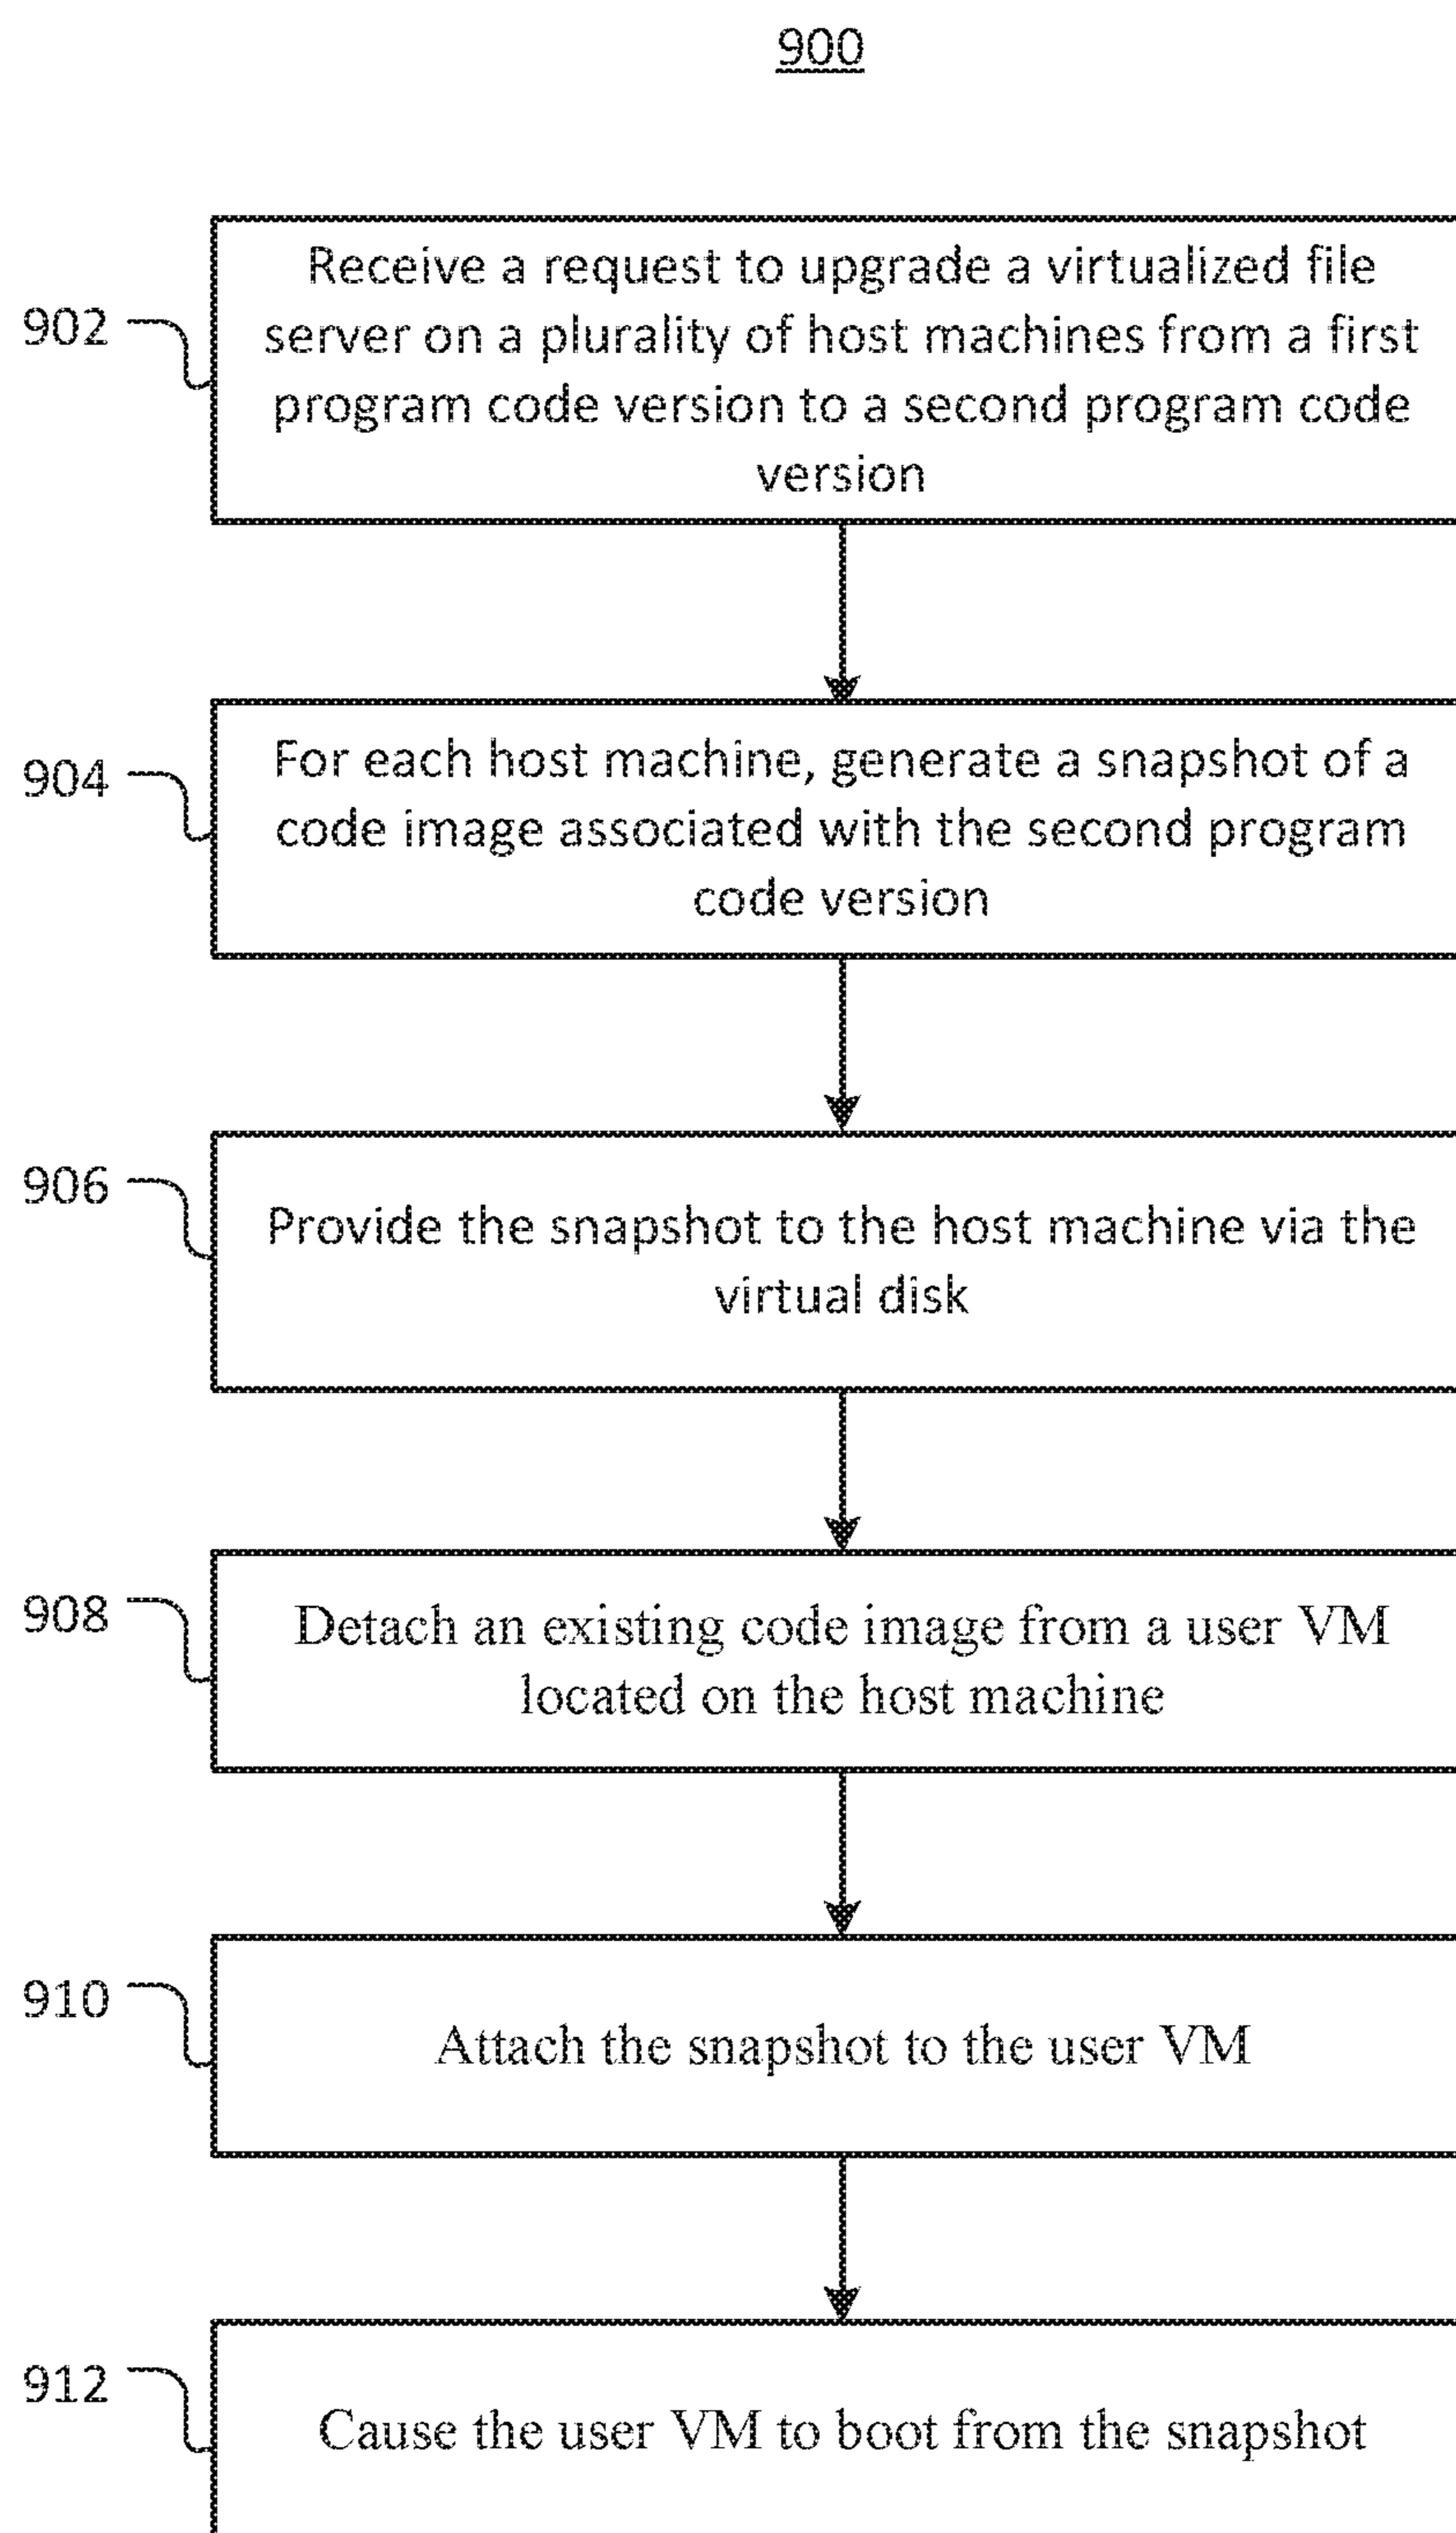 900
902
Receive a request to upgrade a virtualized file
server on a plurality of host machines from a first
program code version to a second program code
version
904
For each host machine, generate a snapshot of a
code image associated with the second program
code version
906
Provide the snapshot to the host machine via the
virtual disk
908
Detach an existing code image from a user VM
located on the host machine
910
Attach the snapshot to the user VM
912
Cause the user VM to boot from the snapshot